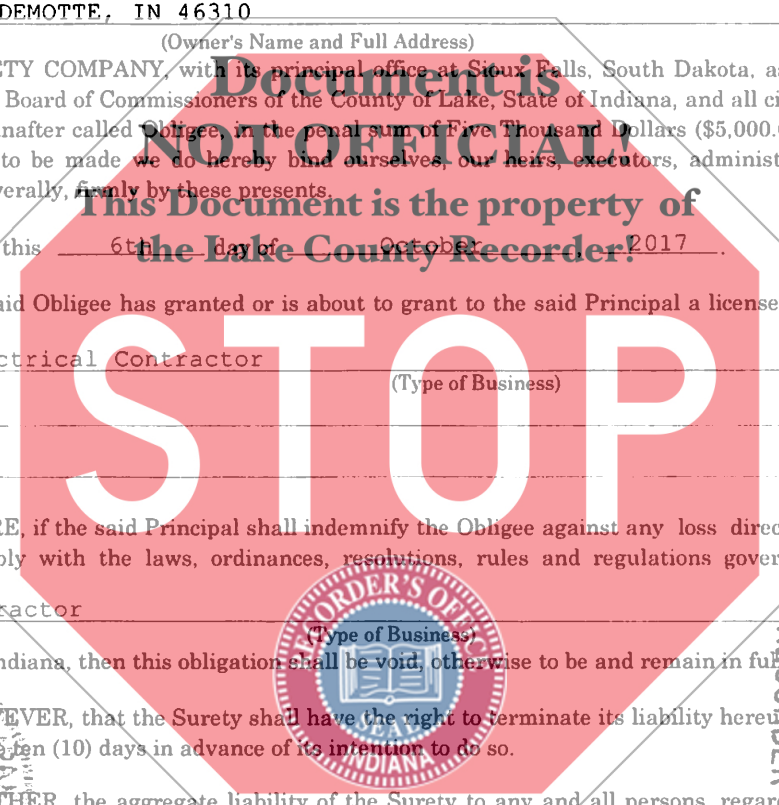 DEMOTTE, IN 46310
(Owner's Name and Full Address)
TY COMPANY, with its principal office at Sioux Falls, South Dakota, as
Document is
Board of Commissioners of the County of Lake, State of Indiana, and all ci
nafter called Obligee, in the penal sum of Five Thousand Dollars ($5,000.
NOT OFFICIAL!
to be made we do hereby bind ourselves, our heirs, executors, administ
verally, firmly by these presents.
This Document is the property of
this 6th day of October, 2017.
the Lake County Recorder!
aid Obligee has granted or is about to grant to the said Principal a license
STOP
ctrical Contractor
(Type of Business)
RE, if the said Principal shall indemnify the Obligee against any loss direc
ply with the laws, ordinances, resolutions, rules and regulations gover
ractor
(Type of Business)
ndiana, then this obligation shall be void, otherwise to be and remain in full
EVER, that the Surety shall have the right to terminate its liability hereu
ten (10) days in advance of its intention to do so.
RECORDER'S OFFICE
SEAL
INDIANA
THER, the aggregate liability of the Surety to any and all persons, regar